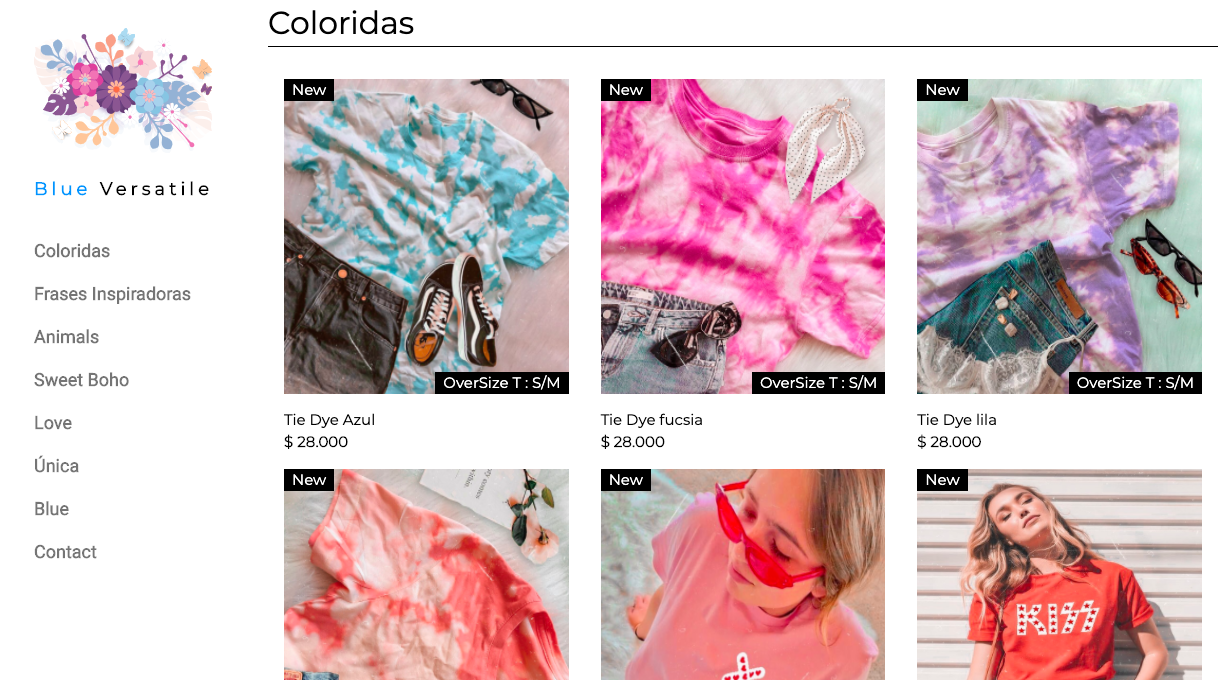 Coloridas
Blue Versatile
Coloridas
Frases Inspiradoras
Animals
Sweet Boho
Love
Única
Blue
Contact
New
OverSize T : S/M
Tie Dye Azul
$ 28.000
New
OverSize T : S/M
Tie Dye fucsia
$ 28.000
New
OverSize T : S/M
Tie Dye lila
$ 28.000
New
New
New
KISS